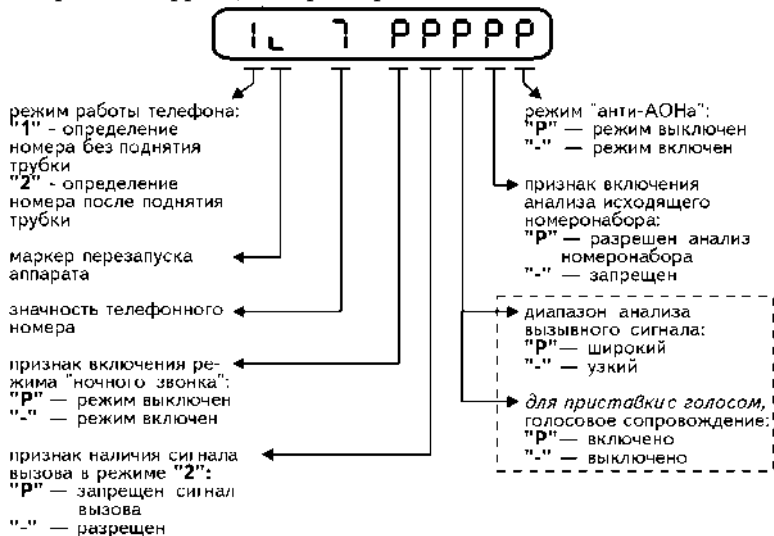 1 7 PPPPP
режим работы телефона:
"1" - определение
номера без поднятия
трубки
"2" - определение
номера после поднятия
трубки
маркер перезапуска
аппарата
значность телефонного
номера
признак включения ре-
жима "ночного звонка":
"P" — режим выключен
"-" — режим включен
признак наличия сигнала
вызова в режиме "2":
"P" — запрещен сигнал
вызова
"-" — разрешен
режим "анти-АОНа":
"P" — режим выключен
"-" — режим включен
признак включения
анализа исходящего
номеронабора:
"P" — разрешен анализ
номеронабора
"-" — запрещен
диапазон анализа
вызывного сигнала:
"P" — широкий
"-" — узкий
для приставки с голосом,
голосовое сопровождение:
"P" — включено
"-" — выключено